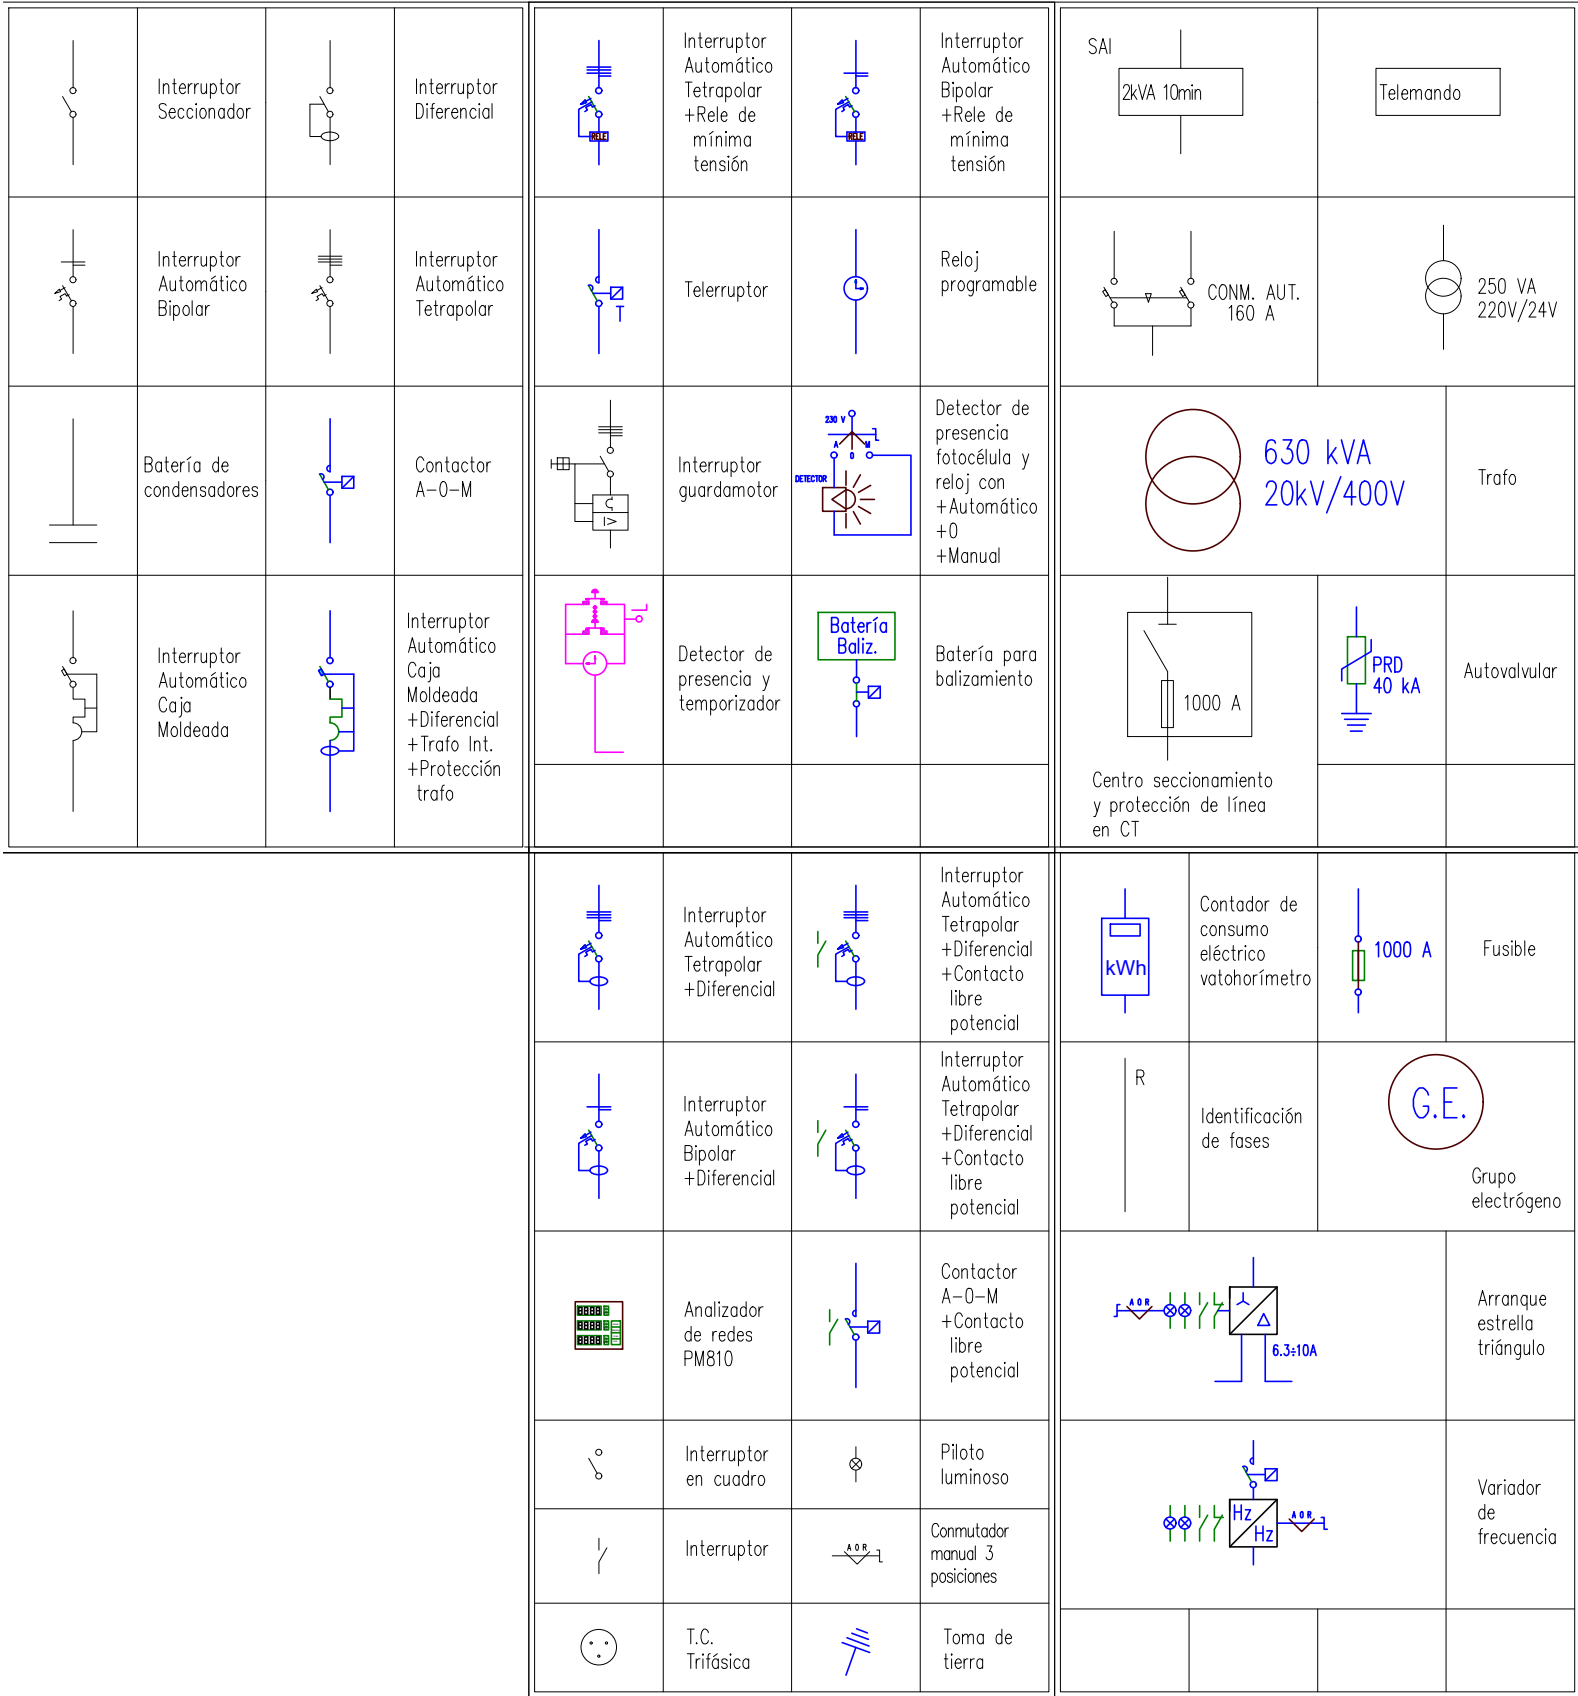 Interruptor
Seccionador
Interruptor
Diferencial
Interruptor
Automático
Bipolar
Interruptor
Automático
Tetrapolar
Batería de
condensadores
Contactor
A-O-M
Interruptor
Automático
Caja
Moldeada
Interruptor
Automático
Caja
Moldeada
+Diferencial
+Trafo Int.
+Protección
trafo
RELE
Interruptor
Automático
Tetrapolar
+Rele de
mínima
tensión
RELE
Interruptor
Automático
Bipolar
+Rele de
mínima
tensión
T
Telerruptor
Reloj
programable
I>
Interruptor
guardamotor
230 V
A
M
O
DETECTOR
Detector de
presencia
fotocélula y
reloj con
+Automático
+O
+Manual
Detector de
presencia y
temporizador
Batería
Baliz.
Batería para
balizamiento
SAI
2kVA 10min
Telemando
CONM. AUT.
160 A
250 VA
220V/24V
630 kVA
20kV/400V
Trafo
1000 A
Centro seccionamiento
y protección de línea
en CT
PRD
40 kA
Autovalvular
Interruptor
Automático
Tetrapolar
+Diferencial
Interruptor
Automático
Tetrapolar
+Diferencial
+Contacto
libre
potencial
Interruptor
Automático
Bipolar
+Diferencial
Interruptor
Automático
Tetrapolar
+Diferencial
+Contacto
libre
potencial
8888
8888
8888
Analizador
de redes
PM810
Contactor
A-O-M
+Contacto
libre
potencial
Interruptor
en cuadro
Piloto
luminoso
Interruptor
A O R
Conmutador
manual 3
posiciones
T.C.
Trifásica
Toma de
tierra
kWh
Contador de
consumo
eléctrico
vatohorímetro
1000 A
Fusible
R
Identificación
de fases
G.E.
Grupo
electrógeno
A O R
6.3÷10A
Arranque
estrella
triángulo
Hz
Hz
A O R
Variador
de
frecuencia